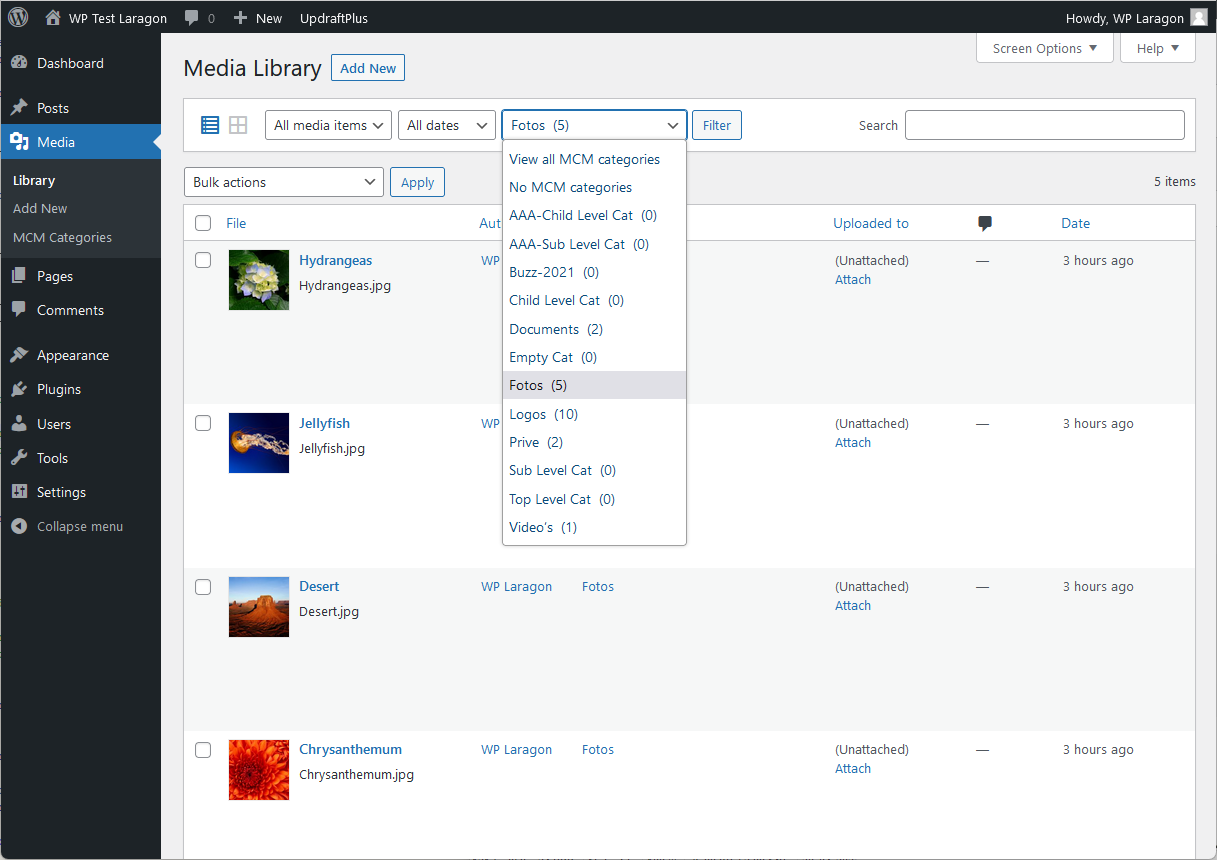 WP Test Laragon 0 New UpdraftPlus Howdy, WP Laragon
Dashboard
Posts
Media
Library
Add New
MCM Categories
Pages
Comments
Appearance
Plugins
Users
Tools
Settings
Collapse menu
Screen Options Help
Media Library Add New
All media items All dates Fotos (5) Filter Search
View all MCM categories
No MCM categories
AAA-Child Level Cat (0)
AAA-Sub Level Cat (0)
Buzz-2021 (0)
Child Level Cat (0)
Documents (2)
Empty Cat (0)
Fotos (5)
Logos (10)
Prive (2)
Sub Level Cat (0)
Top Level Cat (0)
Video's (1)
Bulk actions Apply 5 items
File Aut Uploaded to Date
Hydrangeas WP (Unattached) — 3 hours ago
Hydrangeas.jpg Attach
Jellyfish WP (Unattached) — 3 hours ago
Jellyfish.jpg Attach
Desert WP Laragon Fotos (Unattached) — 3 hours ago
Desert.jpg Attach
Chrysanthemum WP Laragon Fotos (Unattached) — 3 hours ago
Chrysanthemum.jpg Attach